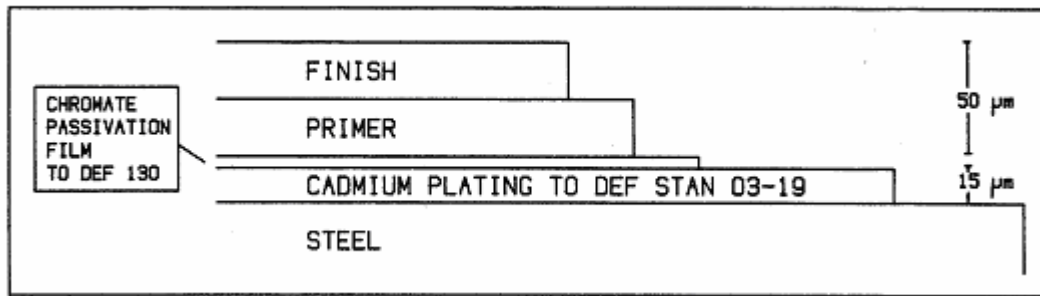 FINISH
CHROMATE
PASSIVATION
FILM
TO DEF 130
PRIMER
50 µm
CADMIUM PLATING TO DEF STAN 03-19
15 µm
STEEL